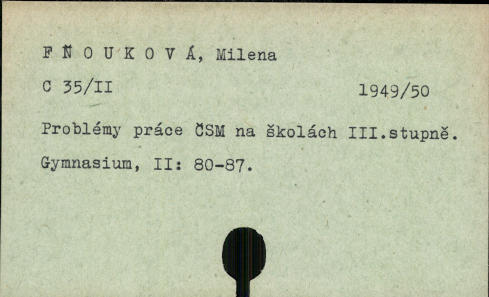 F Ň O U K O V Á, Milena
C 35/II 1949/50
Problémy práce ČSM na školách III.stupně.
Gymnasium, II: 80-87.